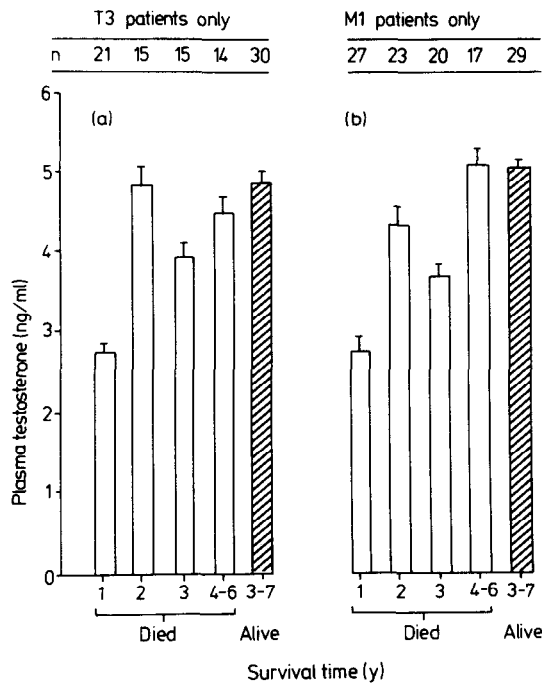 T3 patients only
M1 patients only
n 21 15 15 14 30
27 23 20 17 29
6
5
4
3
2
1
0
(a)
(b)
Plasma testosterone (ng/ml)
1 2 3 4-6 3-7
1 2 3 4-6 3-7
Died Alive
Died Alive
Survival time (y)